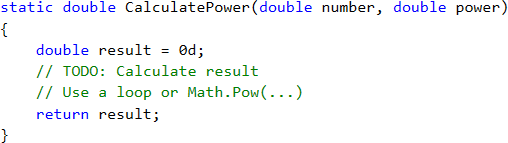 static double CalculatePower(double number, double power)
{
    double result = 0d;
    // TODO: Calculate result
    // Use a loop or Math.Pow(...)
    return result;
}